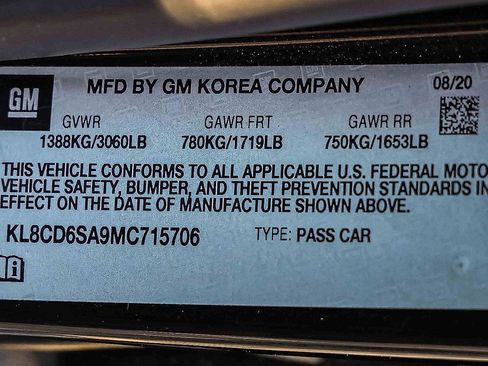 GM
MFD BY GM KOREA COMPANY
08/20
GVWR GAWR FRT GAWR RR
1388KG/3060LB 780KG/1719LB 750KG/1653LB
THIS VEHICLE CONFORMS TO ALL APPLICABLE U.S. FEDERAL MOTO
VEHICLE SAFETY, BUMPER, AND THEFT PREVENTION STANDARDS IN
EFFECT ON THE DATE OF MANUFACTURE SHOWN ABOVE.
KL8CD6SA9MC715706 TYPE: PASS CAR